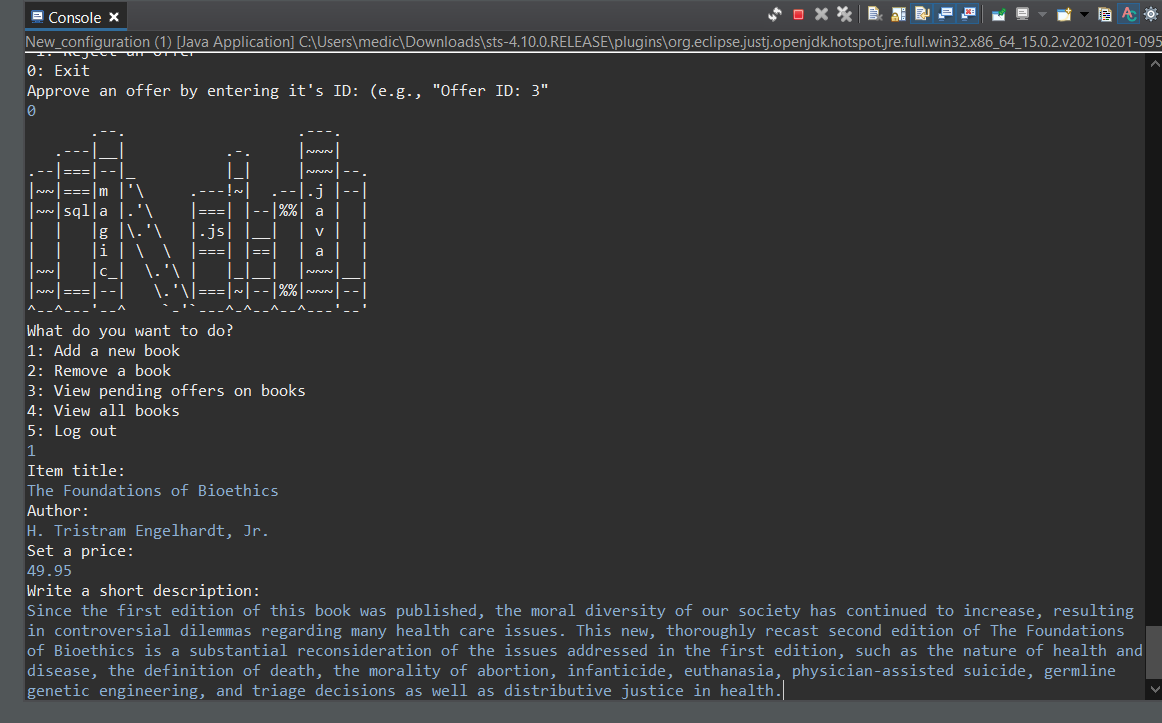 Console
New_configuration (1) [Java Application] C:\Users\medic\Downloads\sts-4.10.0.RELEASE\plugins\org.eclipse.justj.openjdk.hotspot.jre.full.win32.x86_64_15.0.2.v20210201-095
-1: Reject an offer
0: Exit
Approve an offer by entering it's ID: (e.g., "Offer ID: 3"
0
       .--.                   .---.
   .---|__|           .-.     |~~~|
.--|===|--|_          |_|     |~~~|--.
|~~|===|m |'\     .---!~|  .--|.j |--|
|~~|sql|a |.'\    |===| |--|%%| a |  |
|  |   |g |\.'\   |.js| |__|  | v |  |
|  |   |i | \  \  |===| |==|  | a |  |
|~~|   |c_|  \.'\ |   |_|__|  |~~~|__|
|~~|===|--|   \.'\|===|~|--|%%|~~~|--|
^--^---'--^    `-'`---^-^--^--^---'--'
What do you want to do?
1: Add a new book
2: Remove a book
3: View pending offers on books
4: View all books
5: Log out
1
Item title:
The Foundations of Bioethics
Author:
H. Tristram Engelhardt, Jr.
Set a price:
49.95
Write a short description:
Since the first edition of this book was published, the moral diversity of our society has continued to increase, resulting
in controversial dilemmas regarding many health care issues. This new, thoroughly recast second edition of The Foundations
of Bioethics is a substantial reconsideration of the issues addressed in the first edition, such as the nature of health and
disease, the definition of death, the morality of abortion, infanticide, euthanasia, physician-assisted suicide, germline
genetic engineering, and triage decisions as well as distributive justice in health.